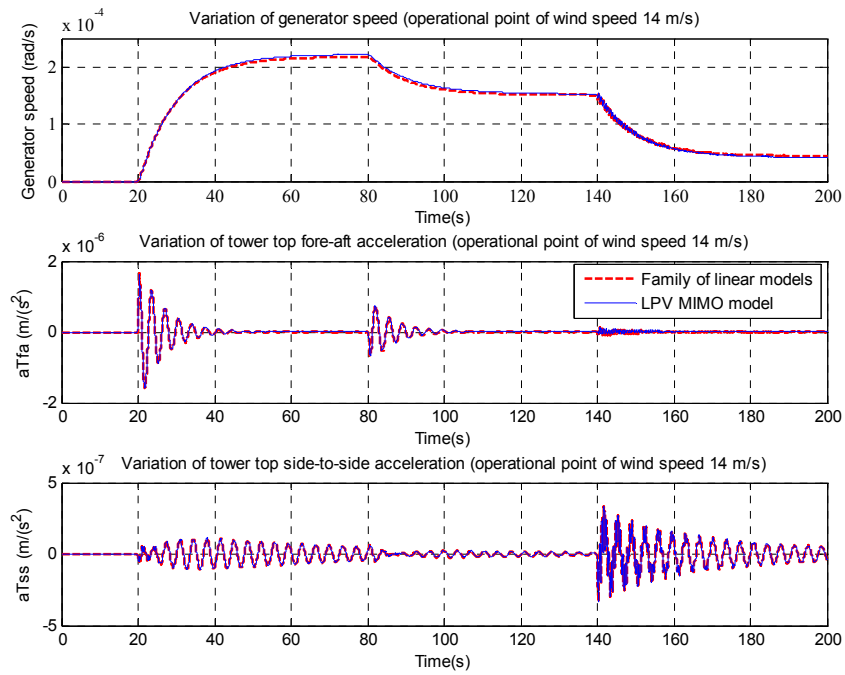 Variation of generator speed (operational point of wind speed 14 m/s)
x 10^-4
Generator speed (rad/s)
2
1
0
0 20 40 60 80 100 120 140 160 180 200
Time(s)
Variation of tower top fore-aft acceleration (operational point of wind speed 14 m/s)
x 10^-6
aTfa (m/(s^2)
2
0
-2
Family of linear models
LPV MIMO model
0 20 40 60 80 100 120 140 160 180 200
Time(s)
Variation of tower top side-to-side acceleration (operational point of wind speed 14 m/s)
x 10^-7
aTss (m/(s^2)
5
0
-5
0 20 40 60 80 100 120 140 160 180 200
Time(s)